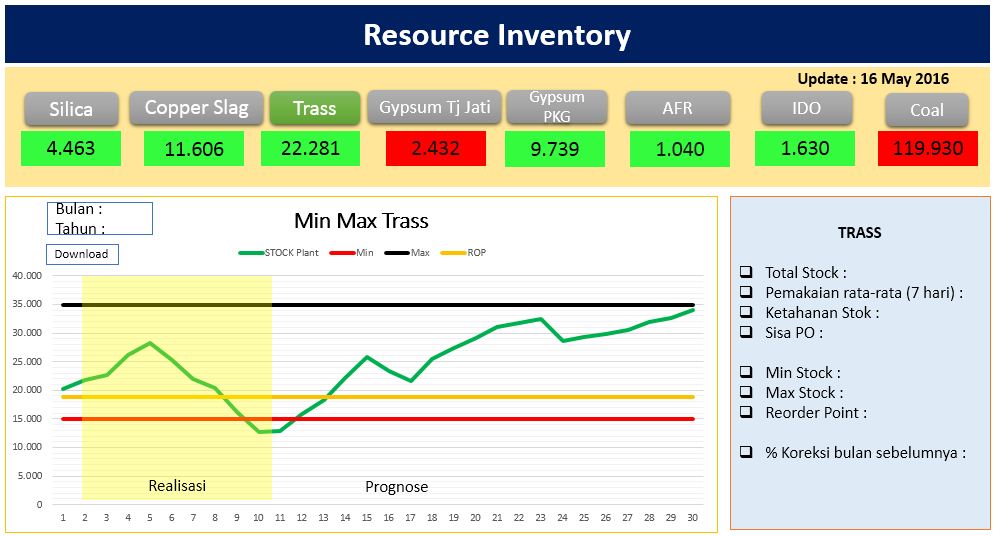 Resource Inventory
Update : 16 May 2016
Silica
Copper Slag
Trass
Gypsum Tj Jati
Gypsum
PKG
AFR
IDO
Coal
4.463
11.606
22.281
2.432
9.739
1.040
1.630
119.930
Bulan :
Tahun :
Download
Min Max Trass
STOCK Plant Min Max ROP
40.000
35.000
30.000
25.000
20.000
15.000
10.000
5.000
0
Realisasi
Prognose
1 2 3 4 5 6 7 8 9 10 11 12 13 14 15 16 17 18 19 20 21 22 23 24 25 26 27 28 29 30
TRASS
Total Stock :
Pemakaian rata-rata (7 hari) :
Ketahanan Stok :
Sisa PO :
Min Stock :
Max Stock :
Reorder Point :
% Koreksi bulan sebelumnya :